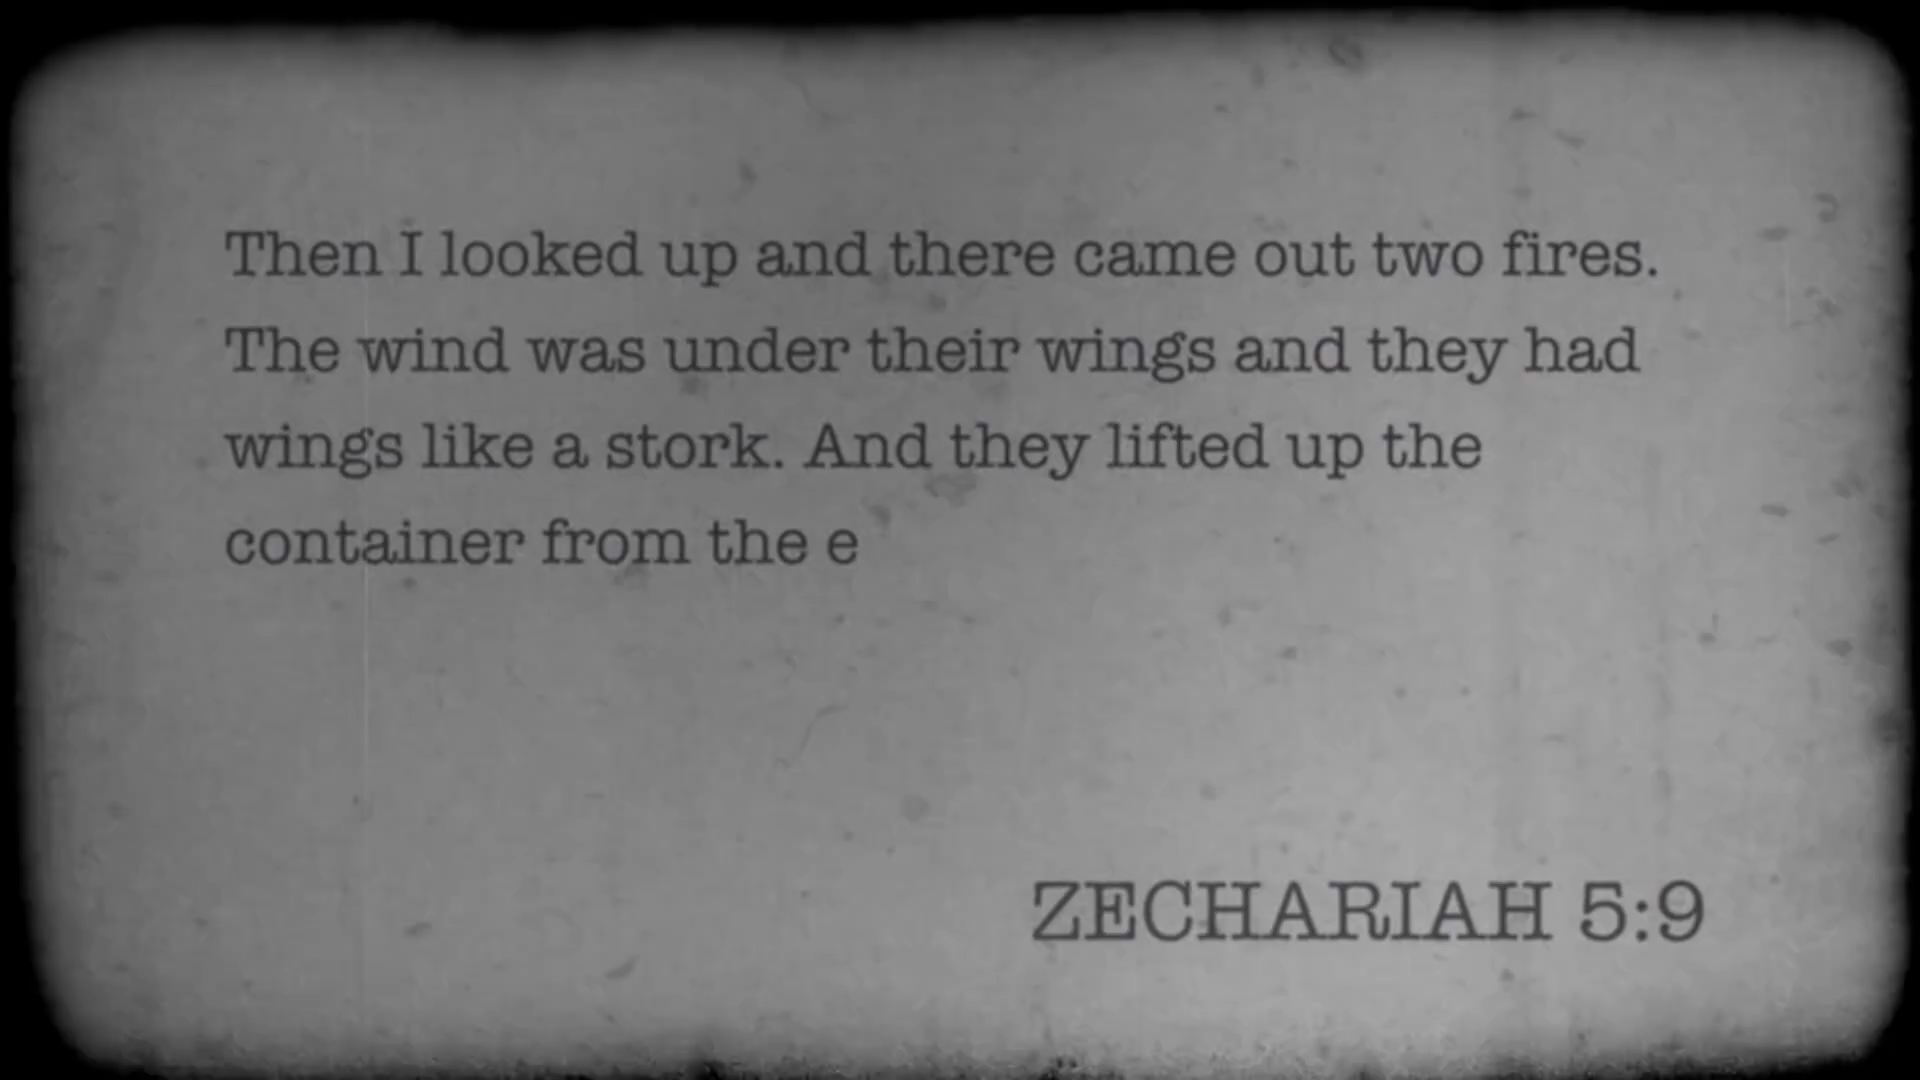 Then I looked up and there came out two fires.
The wind was under their wings and they had
wings like a stork. And they lifted up the
container from the e
ZECHARIAH 5:9